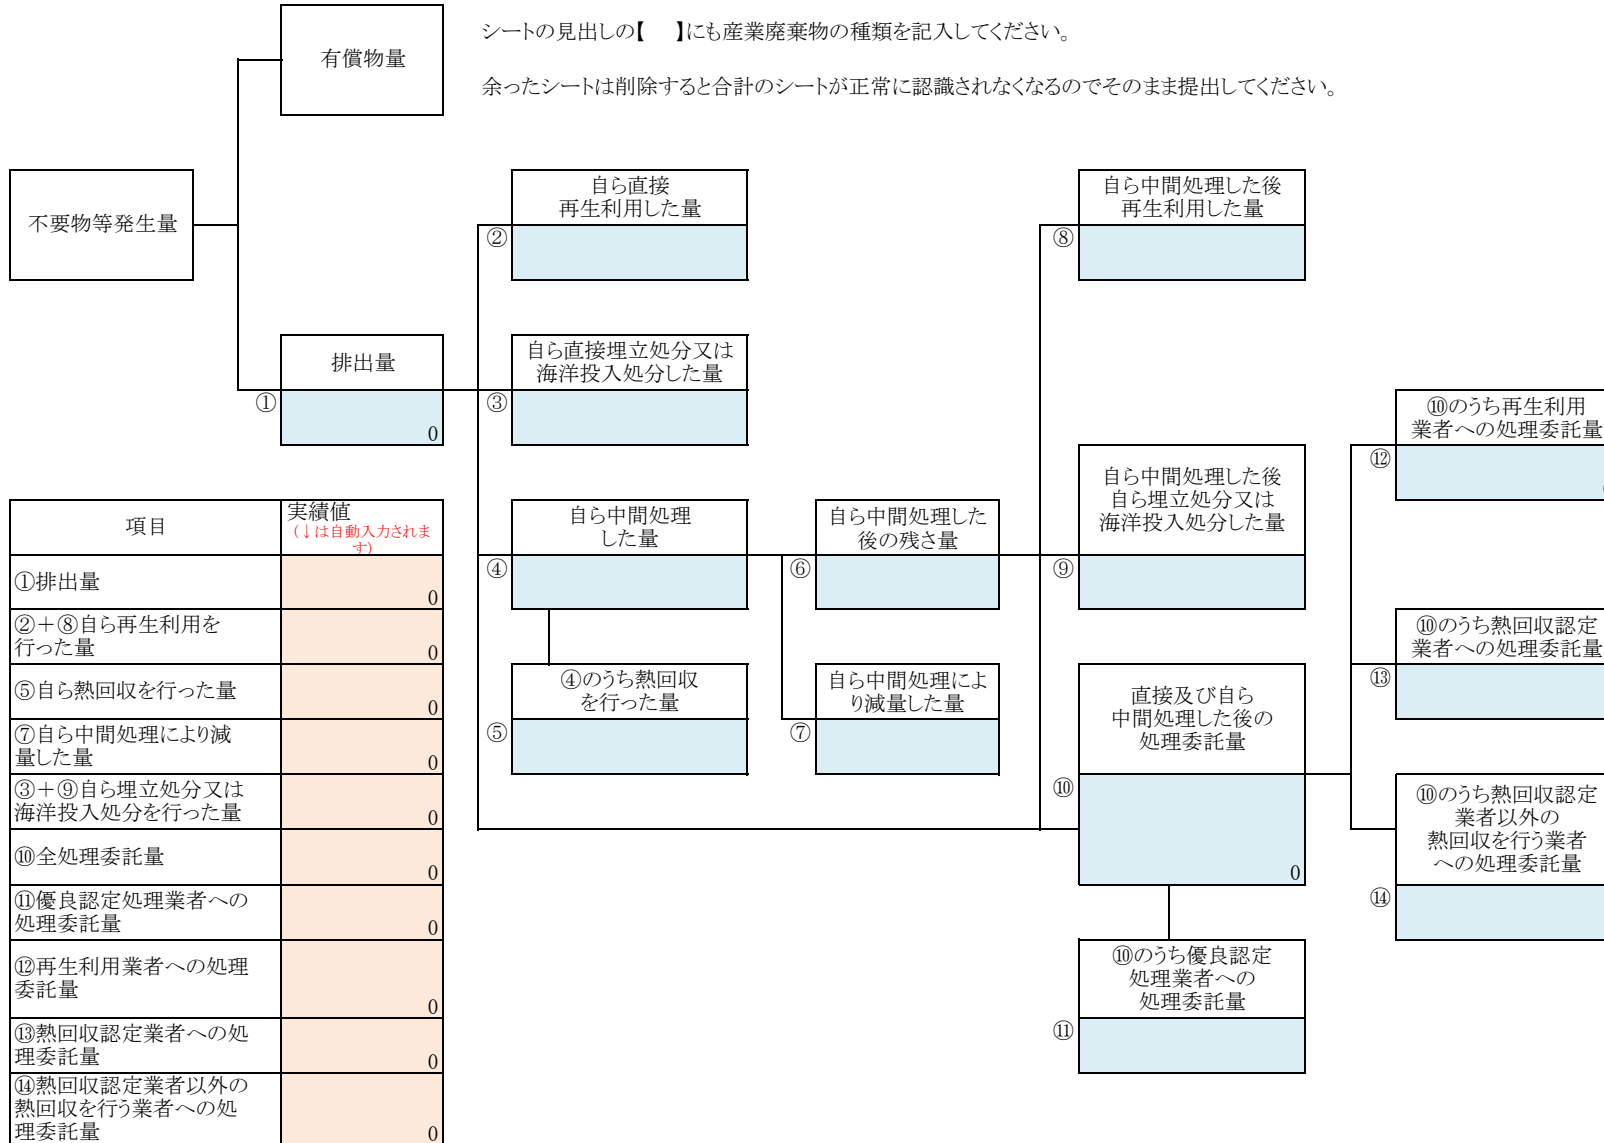 シートの見出しの【　】にも産業廃棄物の種類を記入してください。
有償物量
余ったシートは削除すると合計のシートが正常に認識されなくなるのでそのまま提出してください。
不要物等発生量
自ら直接
再生利用した量
②
自ら中間処理した後
再生利用した量
⑧
排出量
①
0
自ら直接埋立処分又は
海洋投入処分した量
③
⑩のうち再生利用
業者への処理委託量
⑫
自ら中間処理した後
自ら埋立処分又は
海洋投入処分した量
⑨
自ら中間処理
した量
④
自ら中間処理した
後の残さ量
⑥
⑩のうち熱回収認定
業者への処理委託量
⑬
④のうち熱回収
を行った量
⑤
自ら中間処理によ
り減量した量
⑦
直接及び自ら
中間処理した後の
処理委託量
⑩
0
⑩のうち熱回収認定
業者以外の
熱回収を行う業者
への処理委託量
⑭
⑩のうち優良認定
処理業者への
処理委託量
⑪
項目
実績値
(↓は自動入力されま
す)
①排出量
0
②＋⑧自ら再生利用を
行った量
0
⑤自ら熱回収を行った量
0
⑦自ら中間処理により減
量した量
0
③＋⑨自ら埋立処分又は
海洋投入処分を行った量
0
⑩全処理委託量
0
⑪優良認定処理業者への
処理委託量
0
⑫再生利用業者への処理
委託量
0
⑬熱回収認定業者への処
理委託量
0
⑭熱回収認定業者以外の
熱回収を行う業者への処
理委託量
0